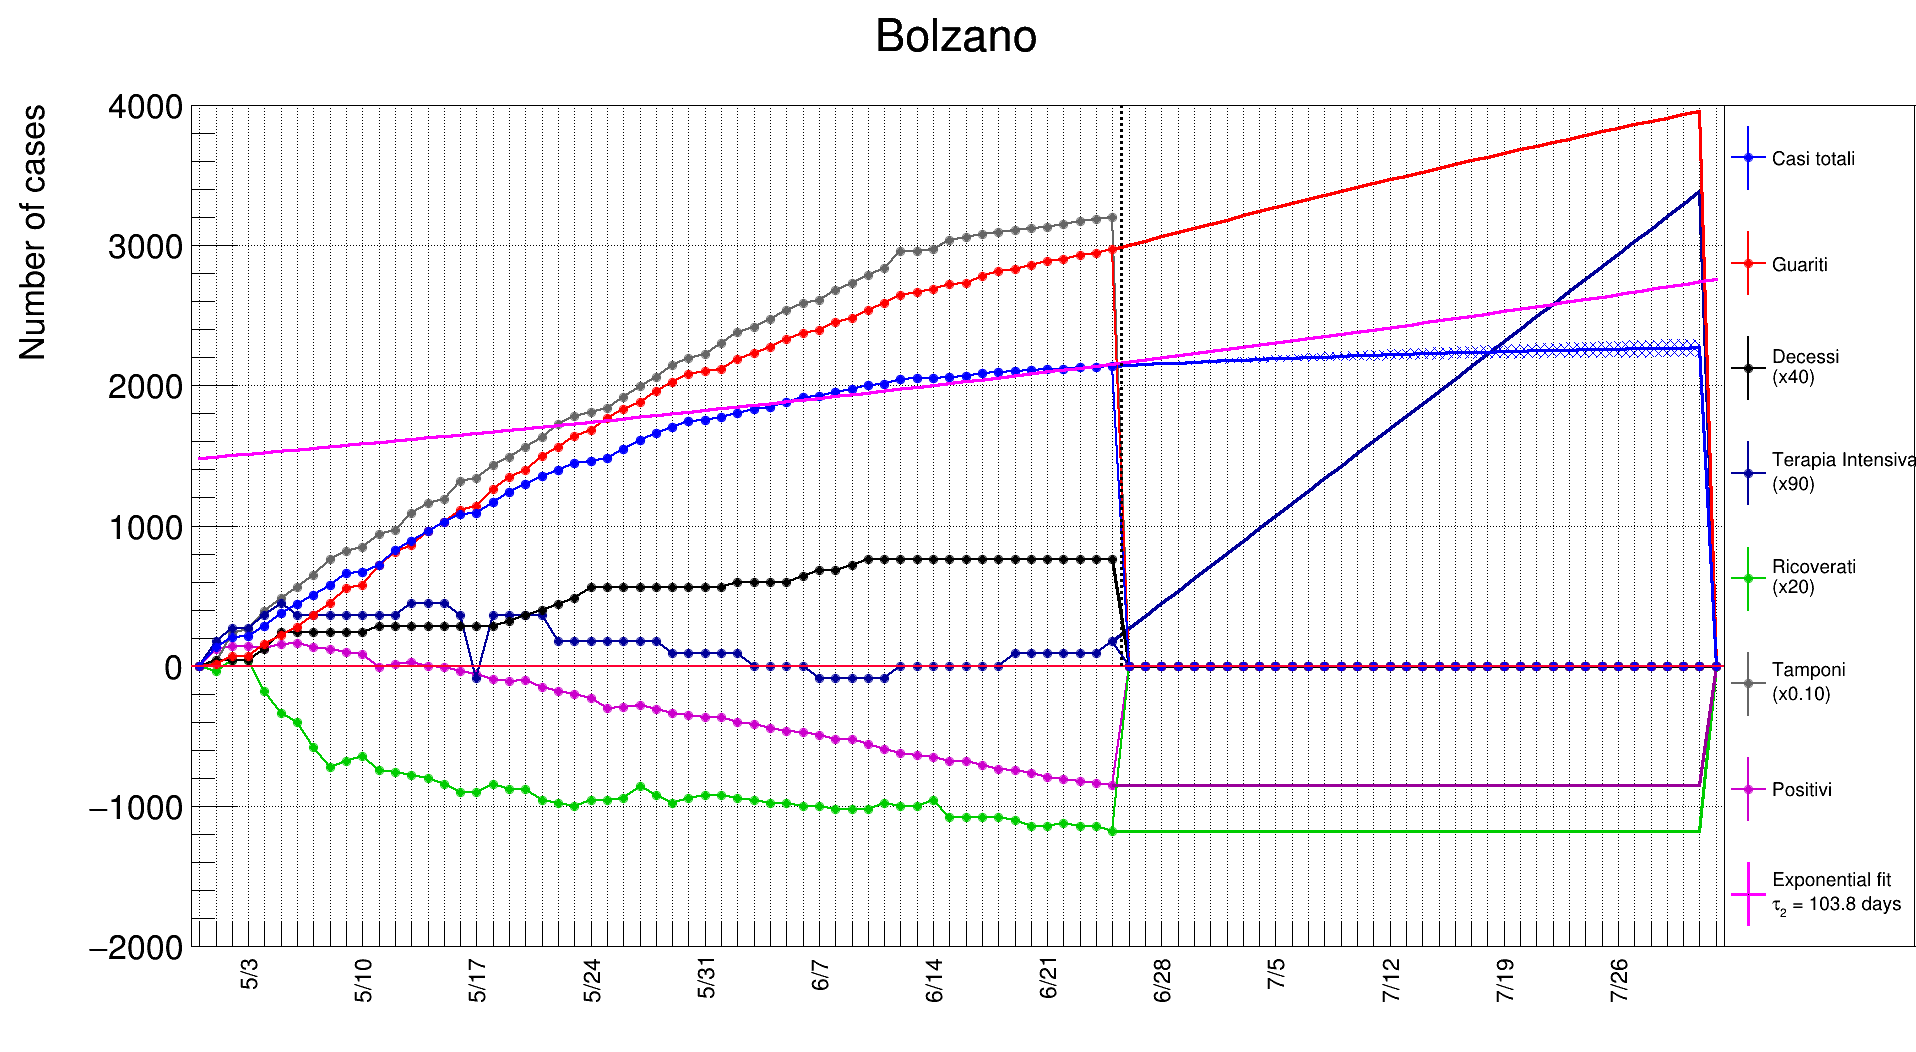 Bolzano
Number of cases
4000
3000
2000
1000
0
−1000
−2000
5/3
5/10
5/17
5/24
5/31
6/7
6/14
6/21
6/28
7/5
7/12
7/19
7/26
Casi totali
Guariti
Decessi
(x40)
Terapia Intensiva
(x90)
Ricoverati
(x20)
Tamponi
(x0.10)
Positivi
Exponential fit
τ2 = 103.8 days